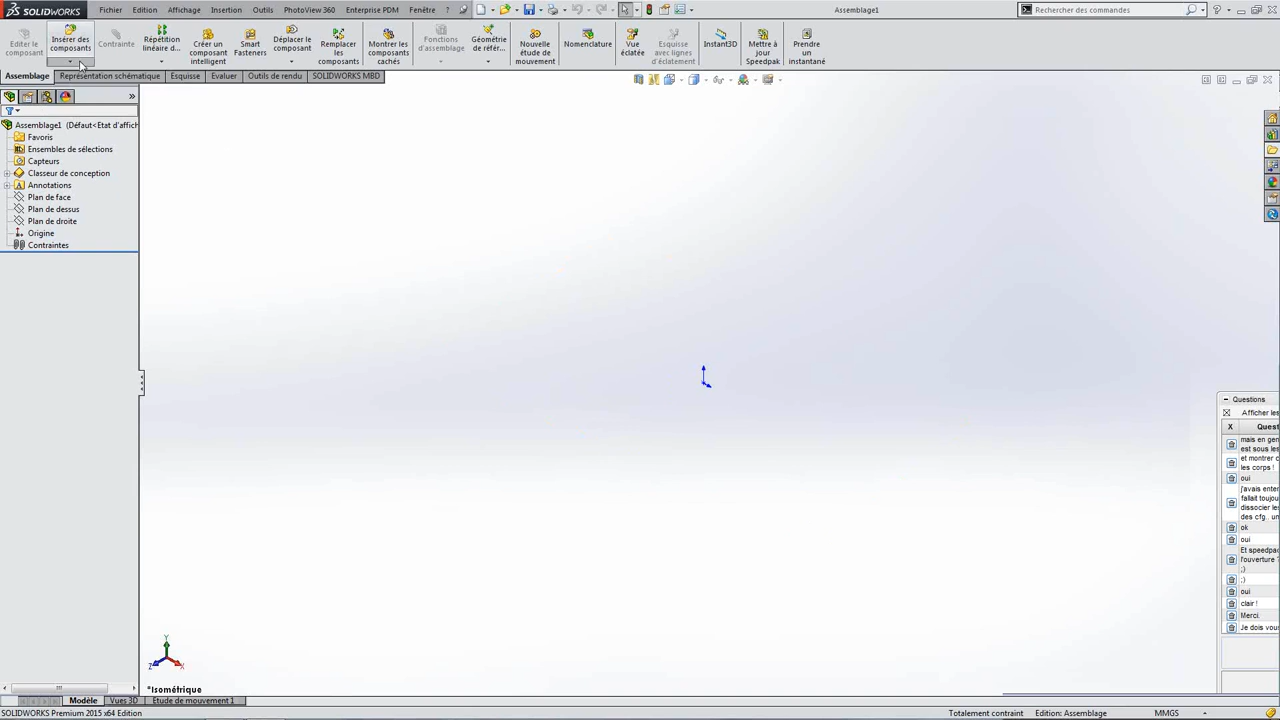 SOLIDWORKS Fichier Edition Affichage Insertion Outils PhotoView 360 Enterprise PDM Fenêtre ? Assemblage1 Rechercher des commandes
Editer le composant
Insérer des composants
Contrainte
Répétition linéaire d...
Créer un composant intelligent
Smart Fasteners
Déplacer le composant
Remplacer les composants
Montrer les composants cachés
Fonctions d'assemblage
Géométrie de référ...
Nouvelle étude de mouvement
Nomenclature
Vue éclatée
Esquisse avec lignes d'éclatement
Instant3D
Mettre à jour Speedpak
Prendre un instantané
Assemblage Représentation schématique Esquisse Evaluer Outils de rendu SOLIDWORKS MBD
Assemblage1 (Défaut<Etat d'affich
Favoris
Ensembles de sélections
Capteurs
Classeur de conception
Annotations
Plan de face
Plan de dessus
Plan de droite
Origine
Contraintes
Questions
Afficher les
X Quest
mais en gen
est sous les
et montrer c
les corps !
oui
j'avais enter
fallait toujou
dissocier les
des cfg.. un
ok
oui
Et speedpa
l'ouverture ?
;)
;)
oui
clair !
Merci.
Je dois vous
Y
Z
X
*Isométrique
Modèle Vues 3D Etude de mouvement 1
SOLIDWORKS Premium 2015 x64 Edition Totalement contraint Edition: Assemblage MMGS